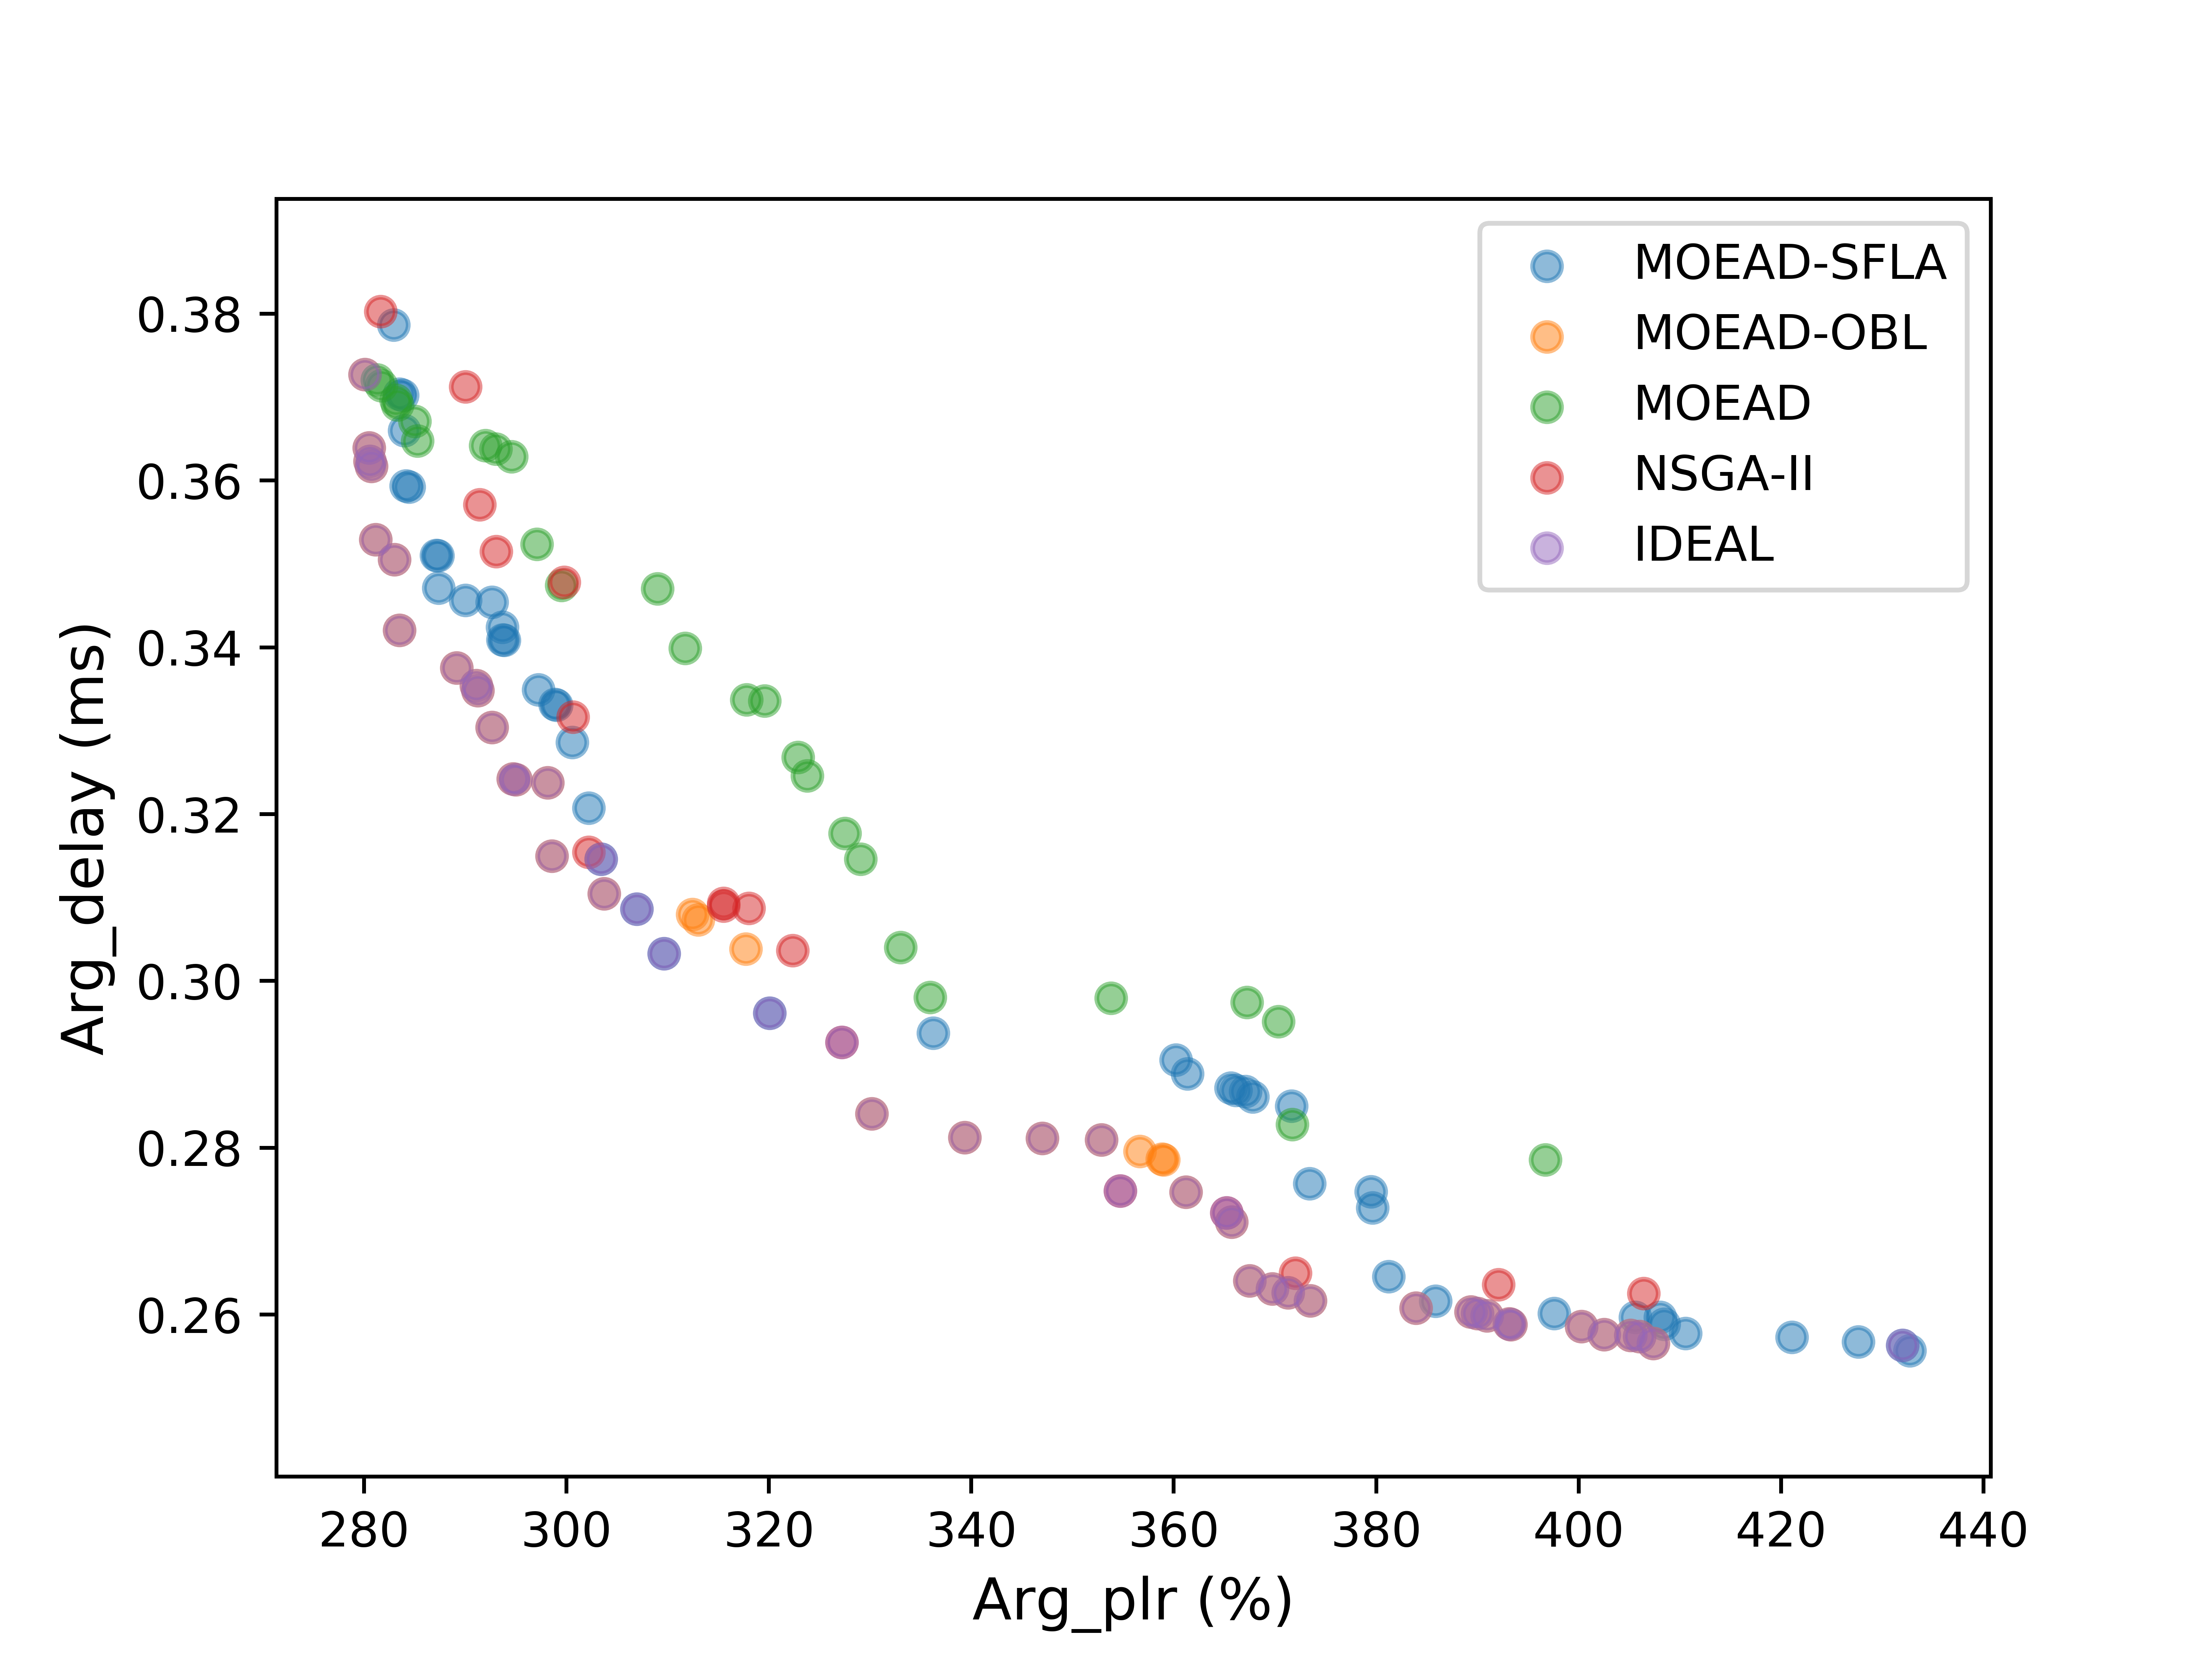 MOEAD-SFLA
MOEAD-OBL
MOEAD
NSGA-II
IDEAL
0.38
0.36
0.34
0.32
0.30
0.28
0.26
Arg_delay (ms)
280 300 320 340 360 380 400 420 440
Arg_plr (%)